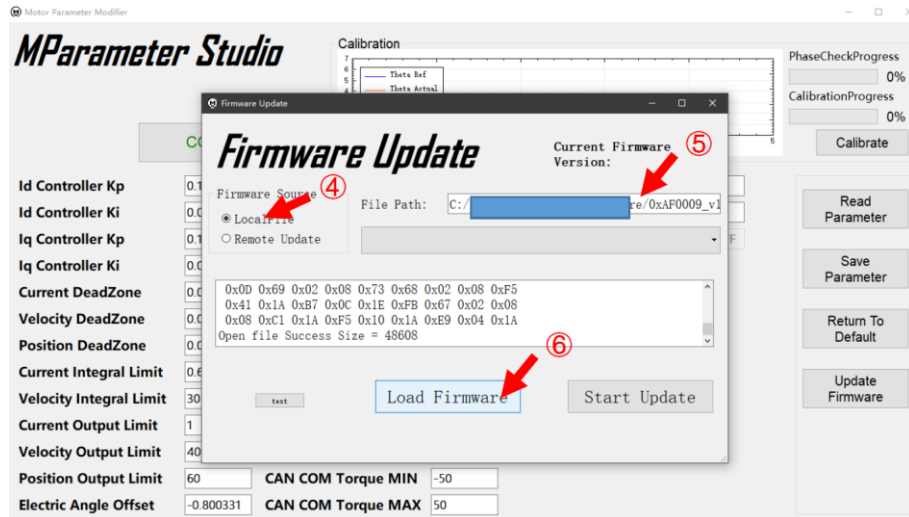 Motor Parameter Modifier
MParameter Studio
Calibration
7
6
5
4
Theta Ref
Theta Actual
5
PhaseCheckProgress
0%
CalibrationProgress
0%
Calibrate
Firmware Update
Firmware Update
Current Firmware
Version:
⑤
Firmware Source
④
LocalFile
Remote Update
File Path:
C:/
re/0xAF0009_v1
0x0D 0x69 0x02 0x08 0x73 0x68 0x02 0x08 0xF5
0x41 0x1A 0xB7 0x0C 0x1E 0xFB 0x67 0x02 0x08
0x08 0xC1 0x1A 0xF5 0x10 0x1A 0xE9 0x04 0x1A
Open file Success Size = 48608
⑥
test
Load Firmware
Start Update
Id Controller Kp
0.1
Id Controller Ki
0.0
Iq Controller Kp
0.1
Iq Controller Ki
0.0
Current DeadZone
0.0
Velocity DeadZone
0.0
Position DeadZone
0.0
Current Integral Limit
0.6
Velocity Integral Limit
30
Current Output Limit
1
Velocity Output Limit
40
Position Output Limit
60
CAN COM Torque MIN
-50
Electric Angle Offset
-0.800331
CAN COM Torque MAX
50
Read
Parameter
Save
Parameter
Return To
Default
Update
Firmware